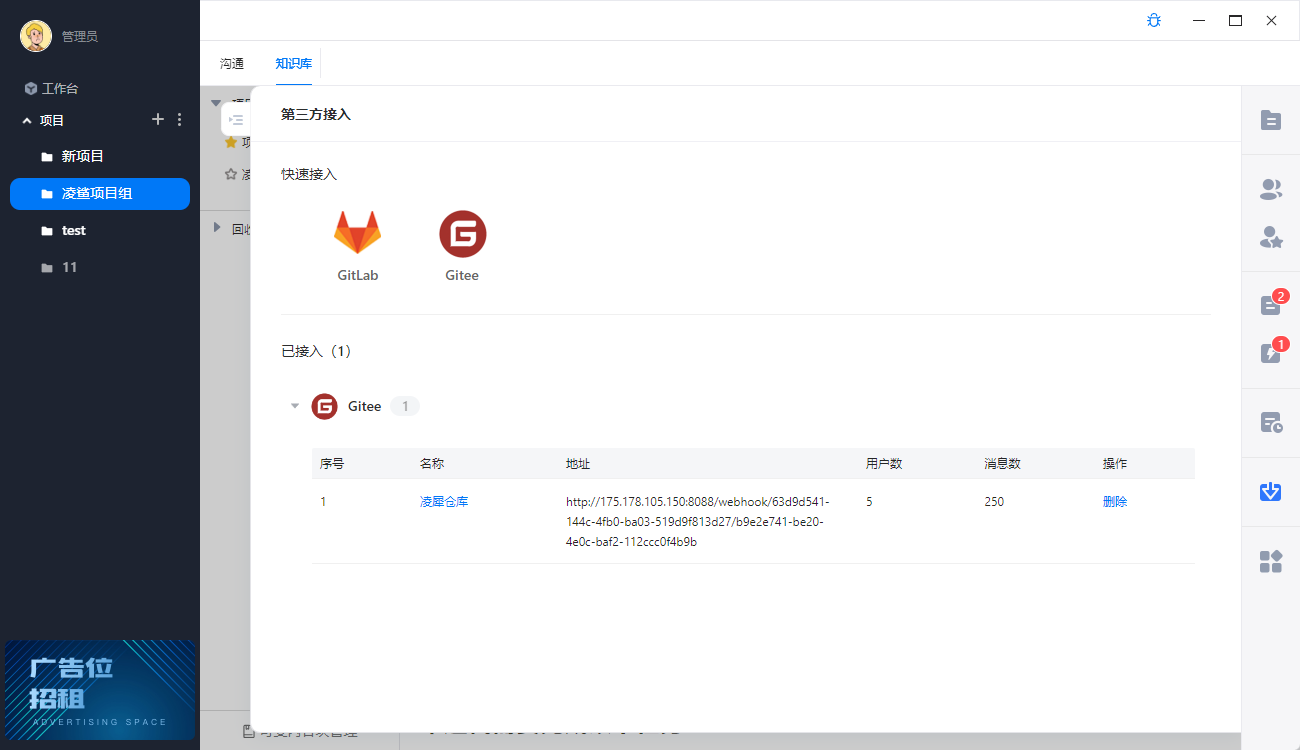 管理员
工作台
项目
新项目
凌鲨项目组
test
11
广告位
招租
ADVERTISING SPACE
沟通
知识库
回收
第三方接入
快速接入
GitLab
Gitee
已接入（1）
Gitee 1
序号 名称 地址 用户数 消息数 操作
1 凌犀仓库 http://175.178.105.150:8088/webhook/63d9d541- 5 250 删除
144c-4fb0-ba03-519d9f813d27/b9e2e741-be20-
4e0c-baf2-112ccc0f4b9b
2
1